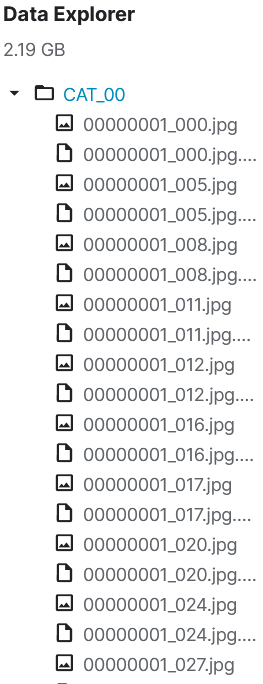 Data Explorer
2.19 GB
CAT_00
00000001_000.jpg
00000001_000.jpg....
00000001_005.jpg
00000001_005.jpg....
00000001_008.jpg
00000001_008.jpg....
00000001_011.jpg
00000001_011.jpg....
00000001_012.jpg
00000001_012.jpg....
00000001_016.jpg
00000001_016.jpg....
00000001_017.jpg
00000001_017.jpg....
00000001_020.jpg
00000001_020.jpg....
00000001_024.jpg
00000001_024.jpg....
00000001_027.jpg